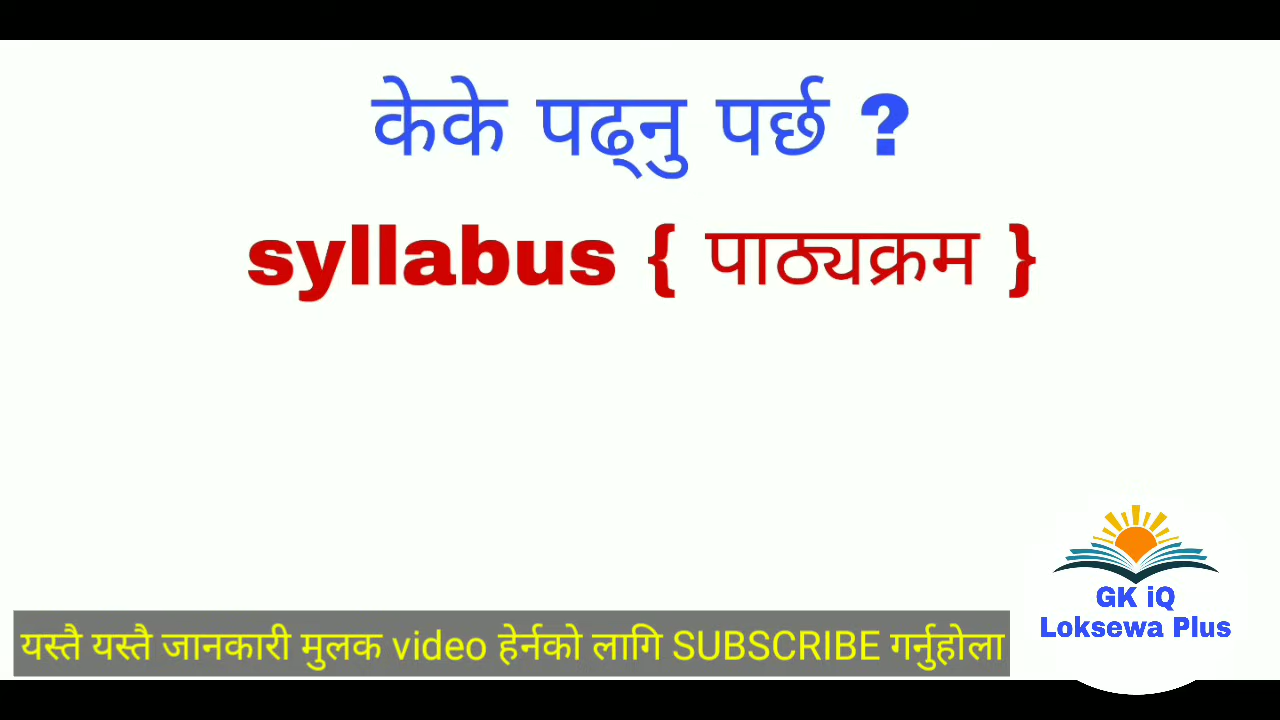 केके पढ्नु पर्छ ?
syllabus { पाठ्यक्रम }
GK iQ
Loksewa Plus
यस्तै यस्तै जानकारी मुलक video हेर्नको लागि SUBSCRIBE गर्नुहोला